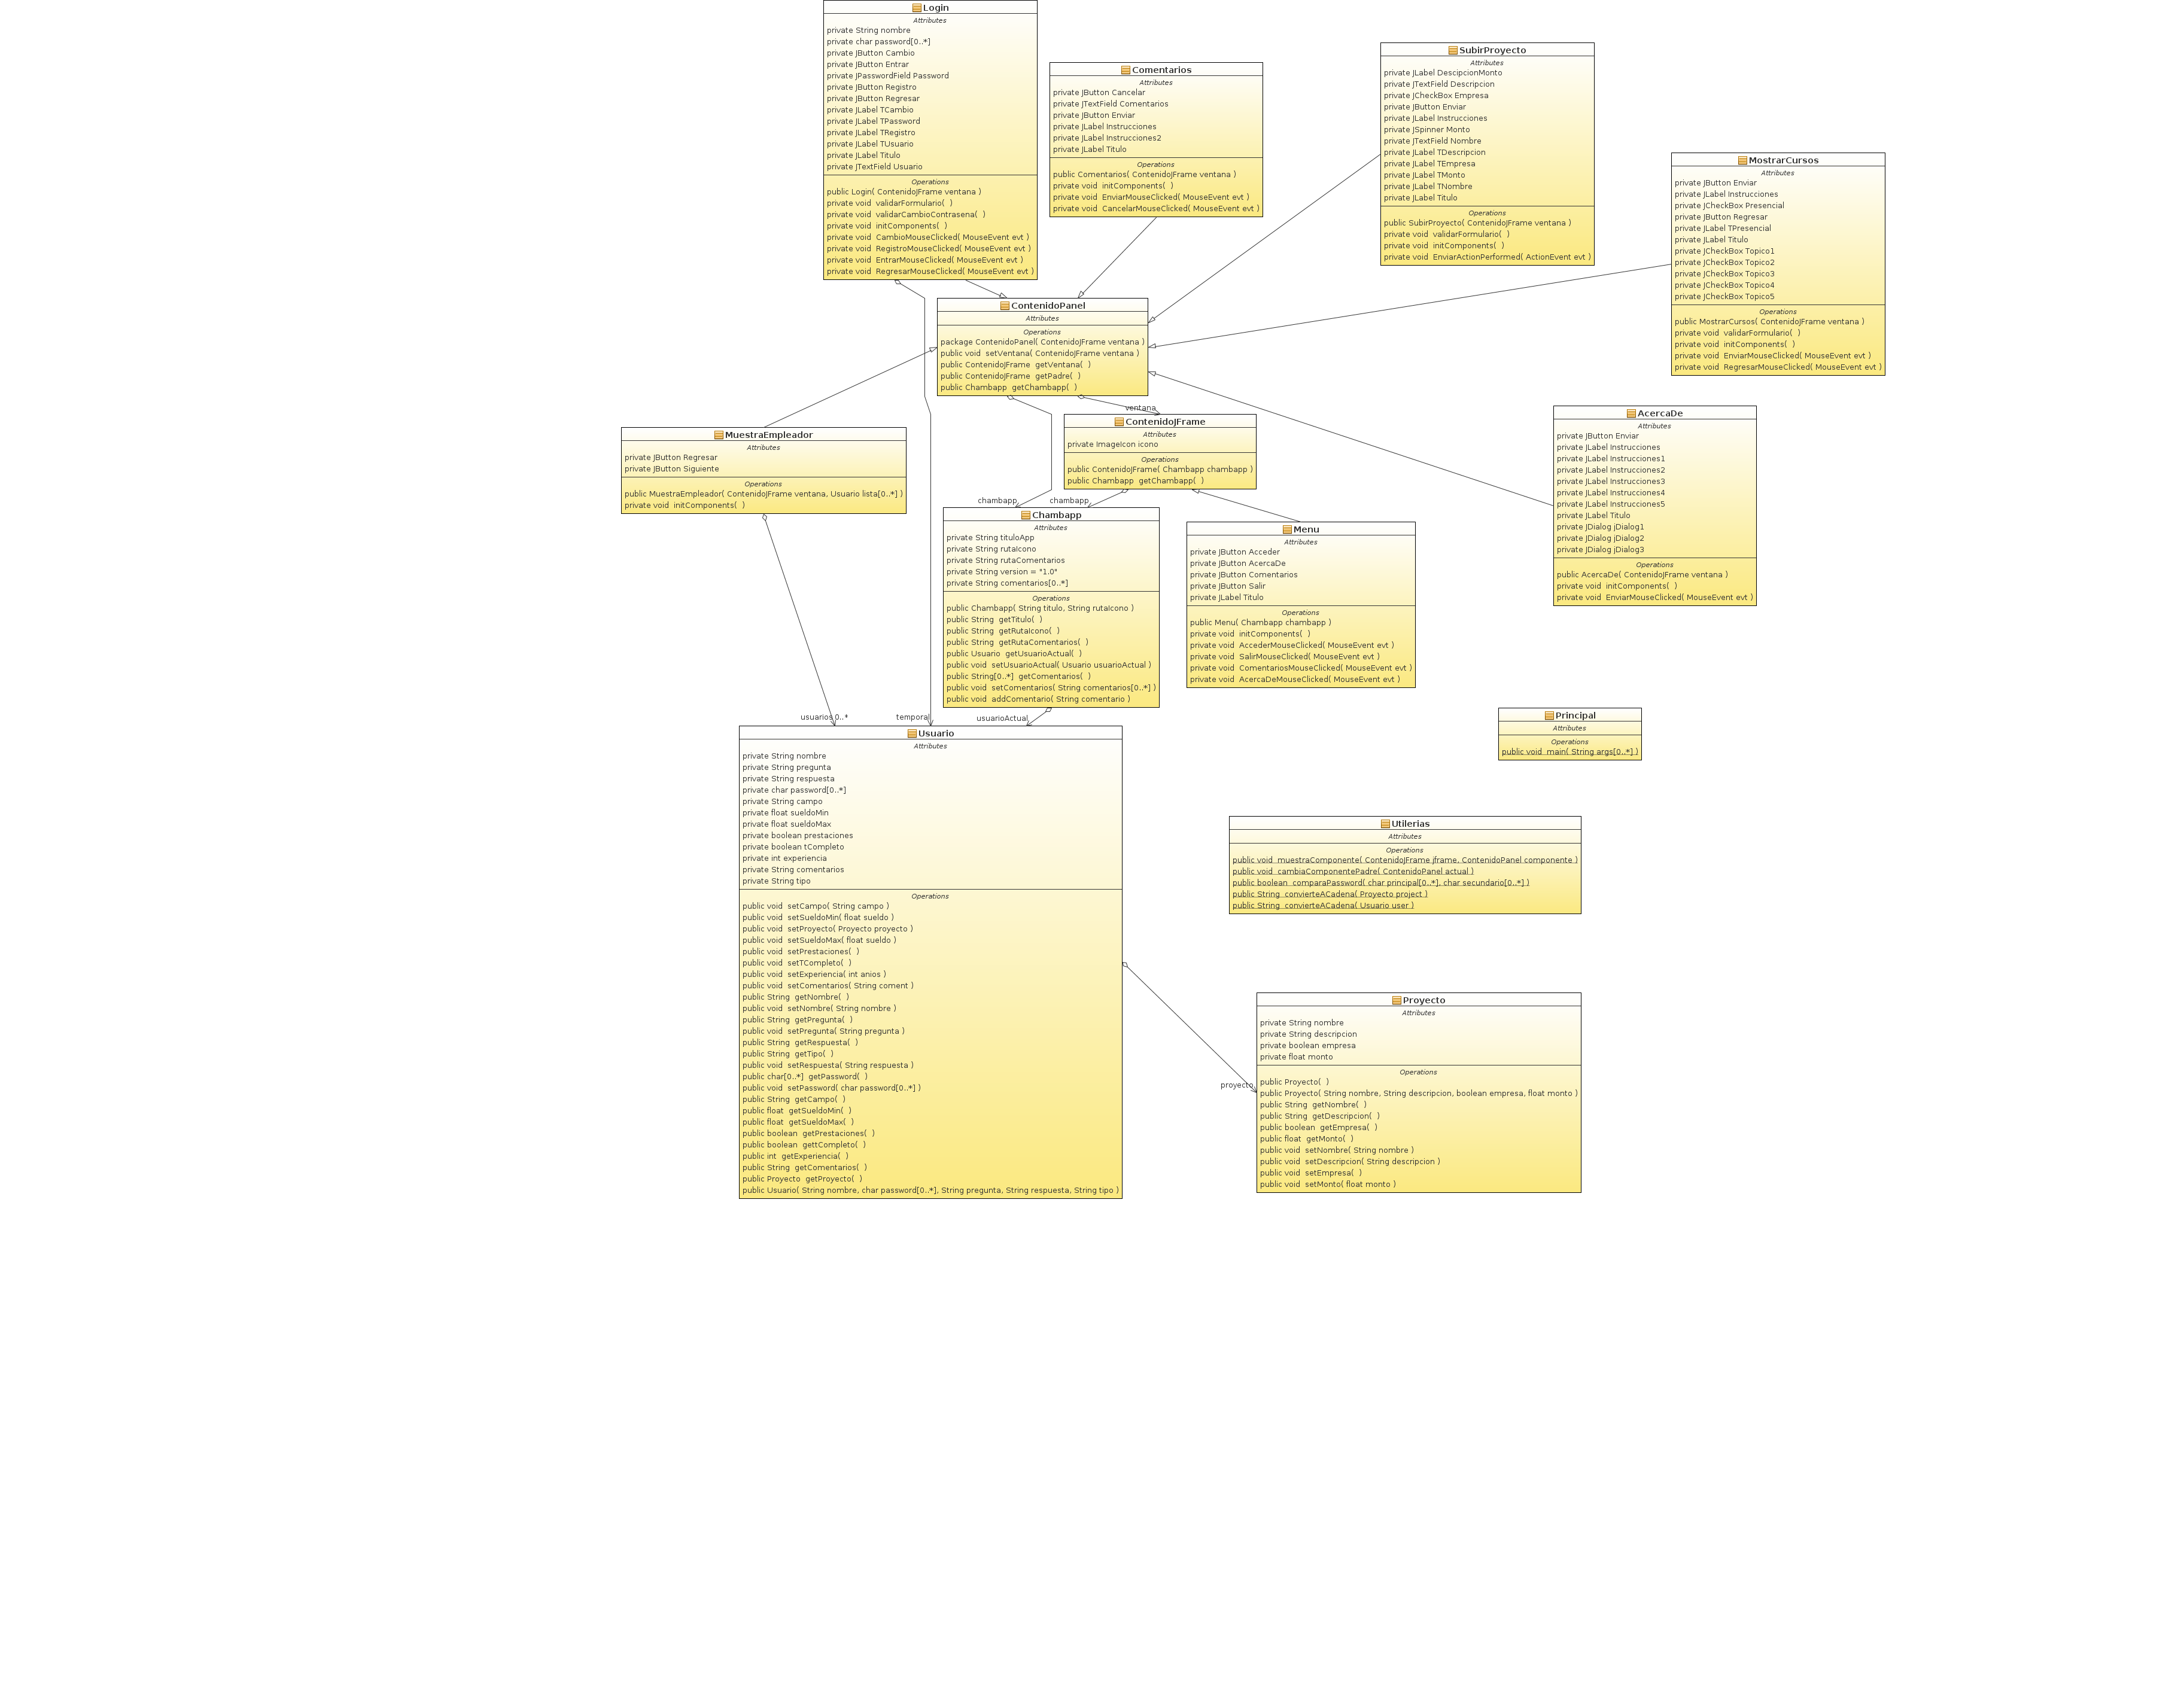 Login
Attributes
private String nombre
private char password[0..*]
private JButton Cambio
private JButton Entrar
private JPasswordField Password
private JButton Registro
private JButton Regresar
private JLabel TCambio
private JLabel TPassword
private JLabel TRegistro
private JLabel TUsuario
private JLabel Titulo
private JTextField Usuario
Operations
public Login( ContenidoJFrame ventana )
private void  validarFormulario(  )
private void  validarCambioContrasena(  )
private void  initComponents(  )
private void  CambioMouseClicked( MouseEvent evt )
private void  RegistroMouseClicked( MouseEvent evt )
private void  EntrarMouseClicked( MouseEvent evt )
private void  RegresarMouseClicked( MouseEvent evt )
Comentarios
Attributes
private JButton Cancelar
private JTextField Comentarios
private JButton Enviar
private JLabel Instrucciones
private JLabel Instrucciones2
private JLabel Titulo
Operations
public Comentarios( ContenidoJFrame ventana )
private void  initComponents(  )
private void  EnviarMouseClicked( MouseEvent evt )
private void  CancelarMouseClicked( MouseEvent evt )
SubirProyecto
Attributes
private JLabel DescipcionMonto
private JTextField Descripcion
private JCheckBox Empresa
private JButton Enviar
private JLabel Instrucciones
private JSpinner Monto
private JTextField Nombre
private JLabel TDescripcion
private JLabel TEmpresa
private JLabel TMonto
private JLabel TNombre
private JLabel Titulo
Operations
public SubirProyecto( ContenidoJFrame ventana )
private void  validarFormulario(  )
private void  initComponents(  )
private void  EnviarActionPerformed( ActionEvent evt )
MostrarCursos
Attributes
private JButton Enviar
private JLabel Instrucciones
private JCheckBox Presencial
private JButton Regresar
private JLabel TPresencial
private JLabel Titulo
private JCheckBox Topico1
private JCheckBox Topico2
private JCheckBox Topico3
private JCheckBox Topico4
private JCheckBox Topico5
Operations
public MostrarCursos( ContenidoJFrame ventana )
private void  validarFormulario(  )
private void  initComponents(  )
private void  EnviarMouseClicked( MouseEvent evt )
private void  RegresarMouseClicked( MouseEvent evt )
ContenidoPanel
Attributes
Operations
package ContenidoPanel( ContenidoJFrame ventana )
public void  setVentana( ContenidoJFrame ventana )
public ContenidoJFrame  getVentana(  )
public ContenidoJFrame  getPadre(  )
public Chambapp  getChambapp(  )
ventana
MuestraEmpleador
Attributes
private JButton Regresar
private JButton Siguiente
Operations
public MuestraEmpleador( ContenidoJFrame ventana, Usuario lista[0..*] )
private void  initComponents(  )
ContenidoJFrame
Attributes
private ImageIcon icono
Operations
public ContenidoJFrame( Chambapp chambapp )
public Chambapp  getChambapp(  )
AcercaDe
Attributes
private JButton Enviar
private JLabel Instrucciones
private JLabel Instrucciones1
private JLabel Instrucciones2
private JLabel Instrucciones3
private JLabel Instrucciones4
private JLabel Instrucciones5
private JLabel Titulo
private JDialog jDialog1
private JDialog jDialog2
private JDialog jDialog3
Operations
public AcercaDe( ContenidoJFrame ventana )
private void  initComponents(  )
private void  EnviarMouseClicked( MouseEvent evt )
chambapp
chambapp
Chambapp
Attributes
private String tituloApp
private String rutaIcono
private String rutaComentarios
private String version = "1.0"
private String comentarios[0..*]
Operations
public Chambapp( String titulo, String rutaIcono )
public String  getTitulo(  )
public String  getRutaIcono(  )
public String  getRutaComentarios(  )
public Usuario  getUsuarioActual(  )
public void  setUsuarioActual( Usuario usuarioActual )
public String[0..*]  getComentarios(  )
public void  setComentarios( String comentarios[0..*] )
public void  addComentario( String comentario )
Menu
Attributes
private JButton Acceder
private JButton AcercaDe
private JButton Comentarios
private JButton Salir
private JLabel Titulo
Operations
public Menu( Chambapp chambapp )
private void  initComponents(  )
private void  AccederMouseClicked( MouseEvent evt )
private void  SalirMouseClicked( MouseEvent evt )
private void  ComentariosMouseClicked( MouseEvent evt )
private void  AcercaDeMouseClicked( MouseEvent evt )
usuarios 0..*
temporal
usuarioActual
Principal
Attributes
Operations
public void  main( String args[0..*] )
Usuario
Attributes
private String nombre
private String pregunta
private String respuesta
private char password[0..*]
private String campo
private float sueldoMin
private float sueldoMax
private boolean prestaciones
private boolean tCompleto
private int experiencia
private String comentarios
private String tipo
Operations
public void  setCampo( String campo )
public void  setSueldoMin( float sueldo )
public void  setProyecto( Proyecto proyecto )
public void  setSueldoMax( float sueldo )
public void  setPrestaciones(  )
public void  setTCompleto(  )
public void  setExperiencia( int anios )
public void  setComentarios( String coment )
public String  getNombre(  )
public void  setNombre( String nombre )
public String  getPregunta(  )
public void  setPregunta( String pregunta )
public String  getRespuesta(  )
public String  getTipo(  )
public void  setRespuesta( String respuesta )
public char[0..*]  getPassword(  )
public void  setPassword( char password[0..*] )
public String  getCampo(  )
public float  getSueldoMin(  )
public float  getSueldoMax(  )
public boolean  getPrestaciones(  )
public boolean  gettCompleto(  )
public int  getExperiencia(  )
public String  getComentarios(  )
public Proyecto  getProyecto(  )
public Usuario( String nombre, char password[0..*], String pregunta, String respuesta, String tipo )
Utilerias
Attributes
Operations
public void  muestraComponente( ContenidoJFrame jframe, ContenidoPanel componente )
public void  cambiaComponentePadre( ContenidoPanel actual )
public boolean  comparaPassword( char principal[0..*], char secundario[0..*] )
public String  convierteACadena( Proyecto project )
public String  convierteACadena( Usuario user )
proyecto
Proyecto
Attributes
private String nombre
private String descripcion
private boolean empresa
private float monto
Operations
public Proyecto(  )
public Proyecto( String nombre, String descripcion, boolean empresa, float monto )
public String  getNombre(  )
public String  getDescripcion(  )
public boolean  getEmpresa(  )
public float  getMonto(  )
public void  setNombre( String nombre )
public void  setDescripcion( String descripcion )
public void  setEmpresa(  )
public void  setMonto( float monto )